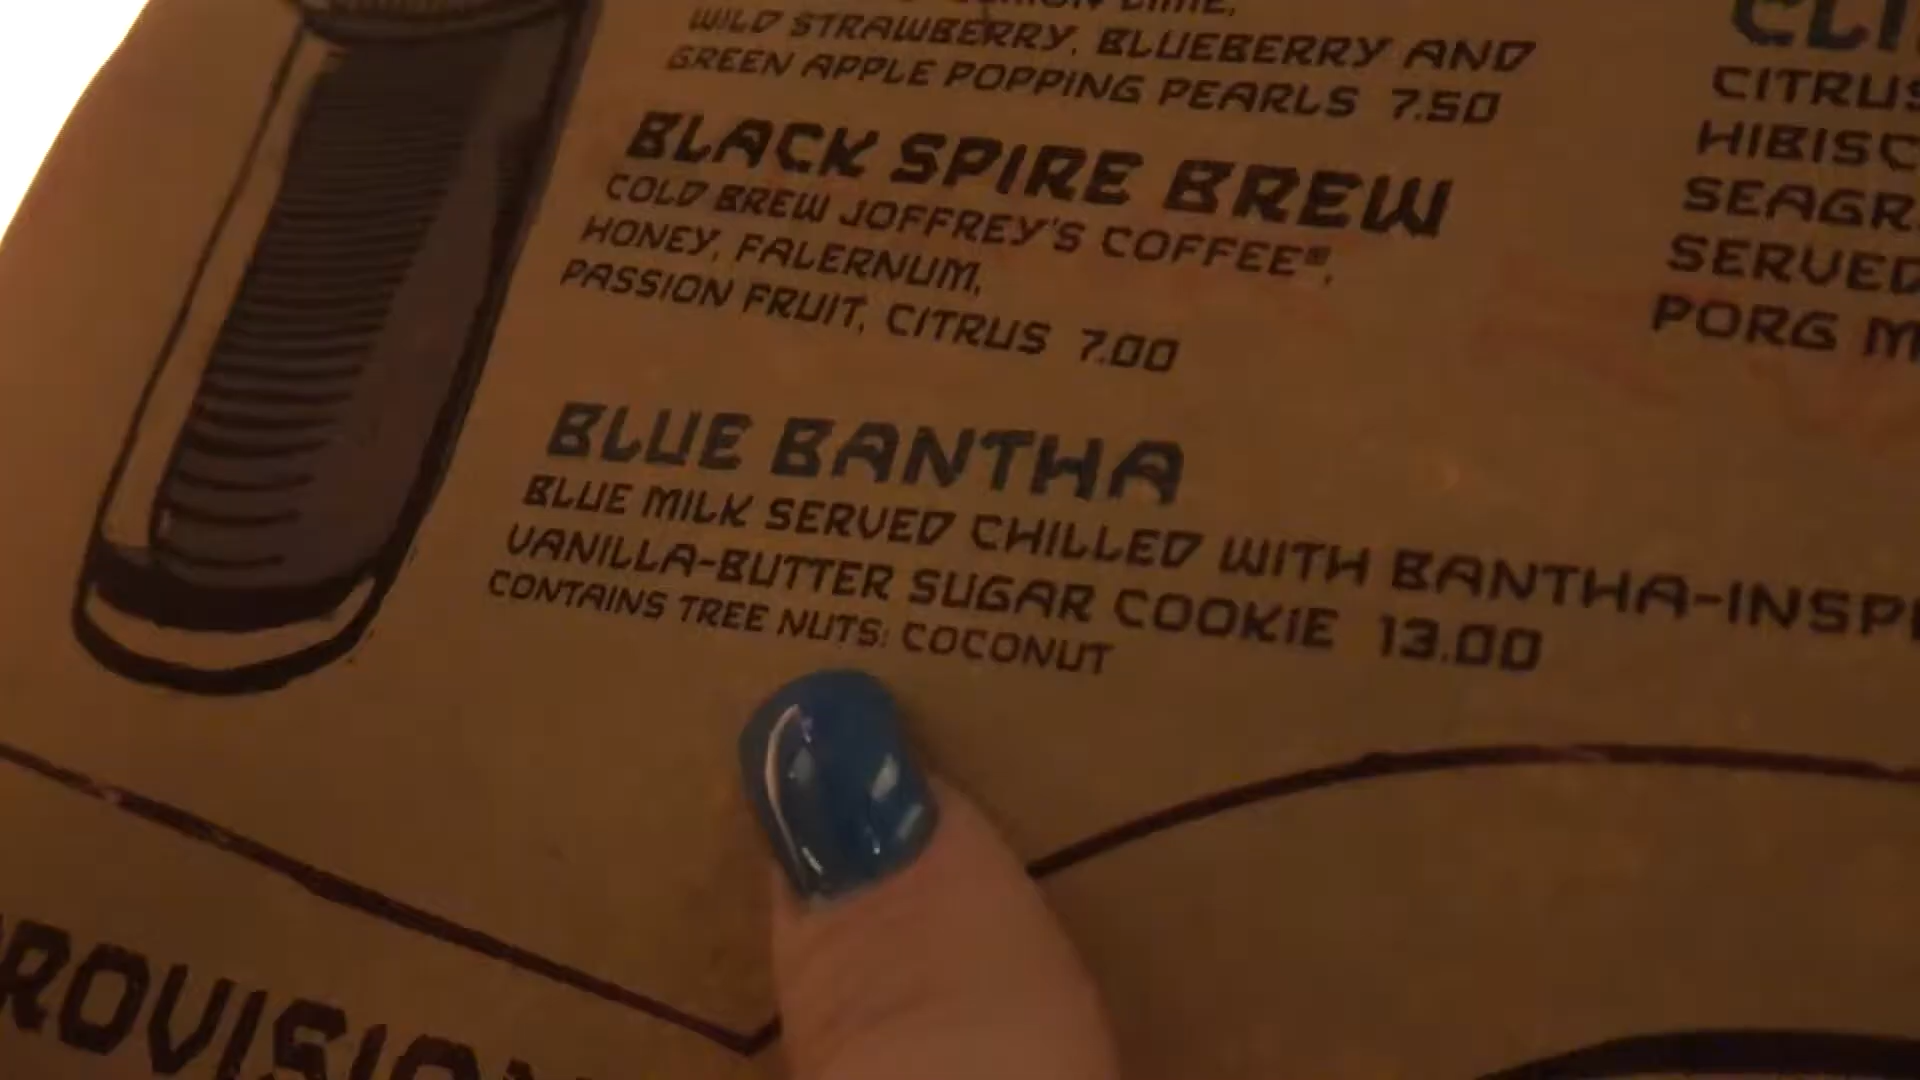 WILD STRAWBERRY, BLUEBERRY AND
GREEN APPLE POPPING PEARLS 7.50
BLACK SPIRE BREW
COLD BREW JOFFREY'S COFFEE®,
HONEY, FALERNUM,
PASSION FRUIT, CITRUS 7.00
BLUE BANTHA
BLUE MILK SERVED CHILLED WITH BANTHA-INSP
VANILLA-BUTTER SUGAR COOKIE 13.00
CONTAINS TREE NUTS: COCONUT
CITRUS
HIBISC
SEAGR
SERVED
PORG M
ROVISION